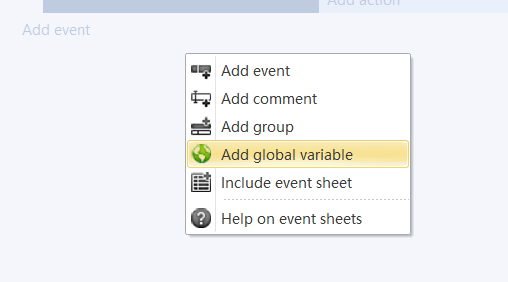 Add action
Add event
Add event
Add comment
Add group
Add global variable
Include event sheet
Help on event sheets